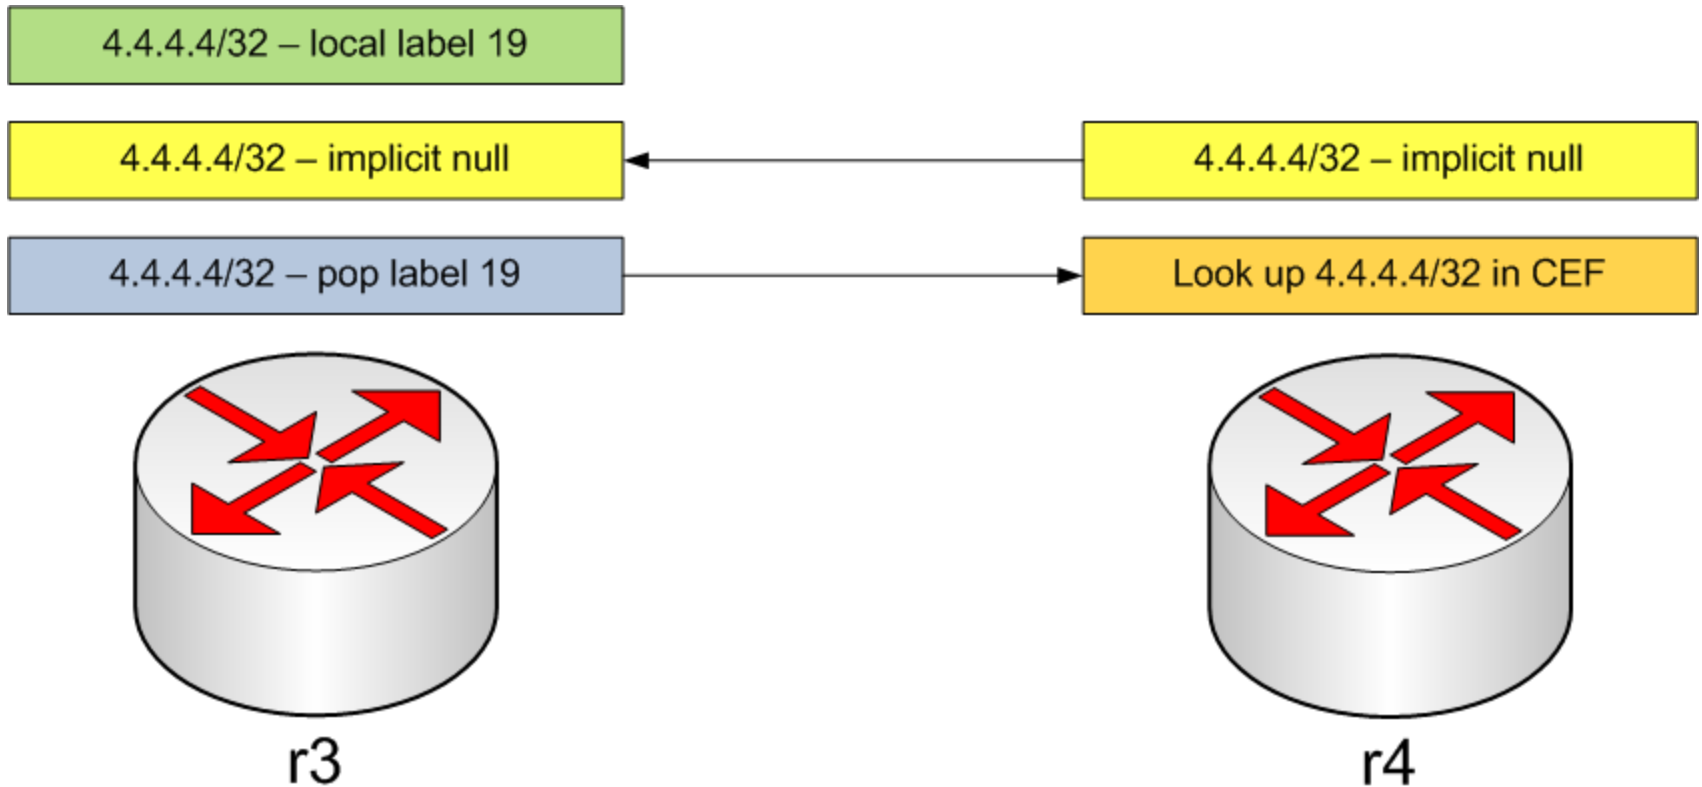 4.4.4.4/32 – local label 19
4.4.4.4/32 – implicit null
4.4.4.4/32 – implicit null
4.4.4.4/32 – pop label 19
Look up 4.4.4.4/32 in CEF
r3
r4